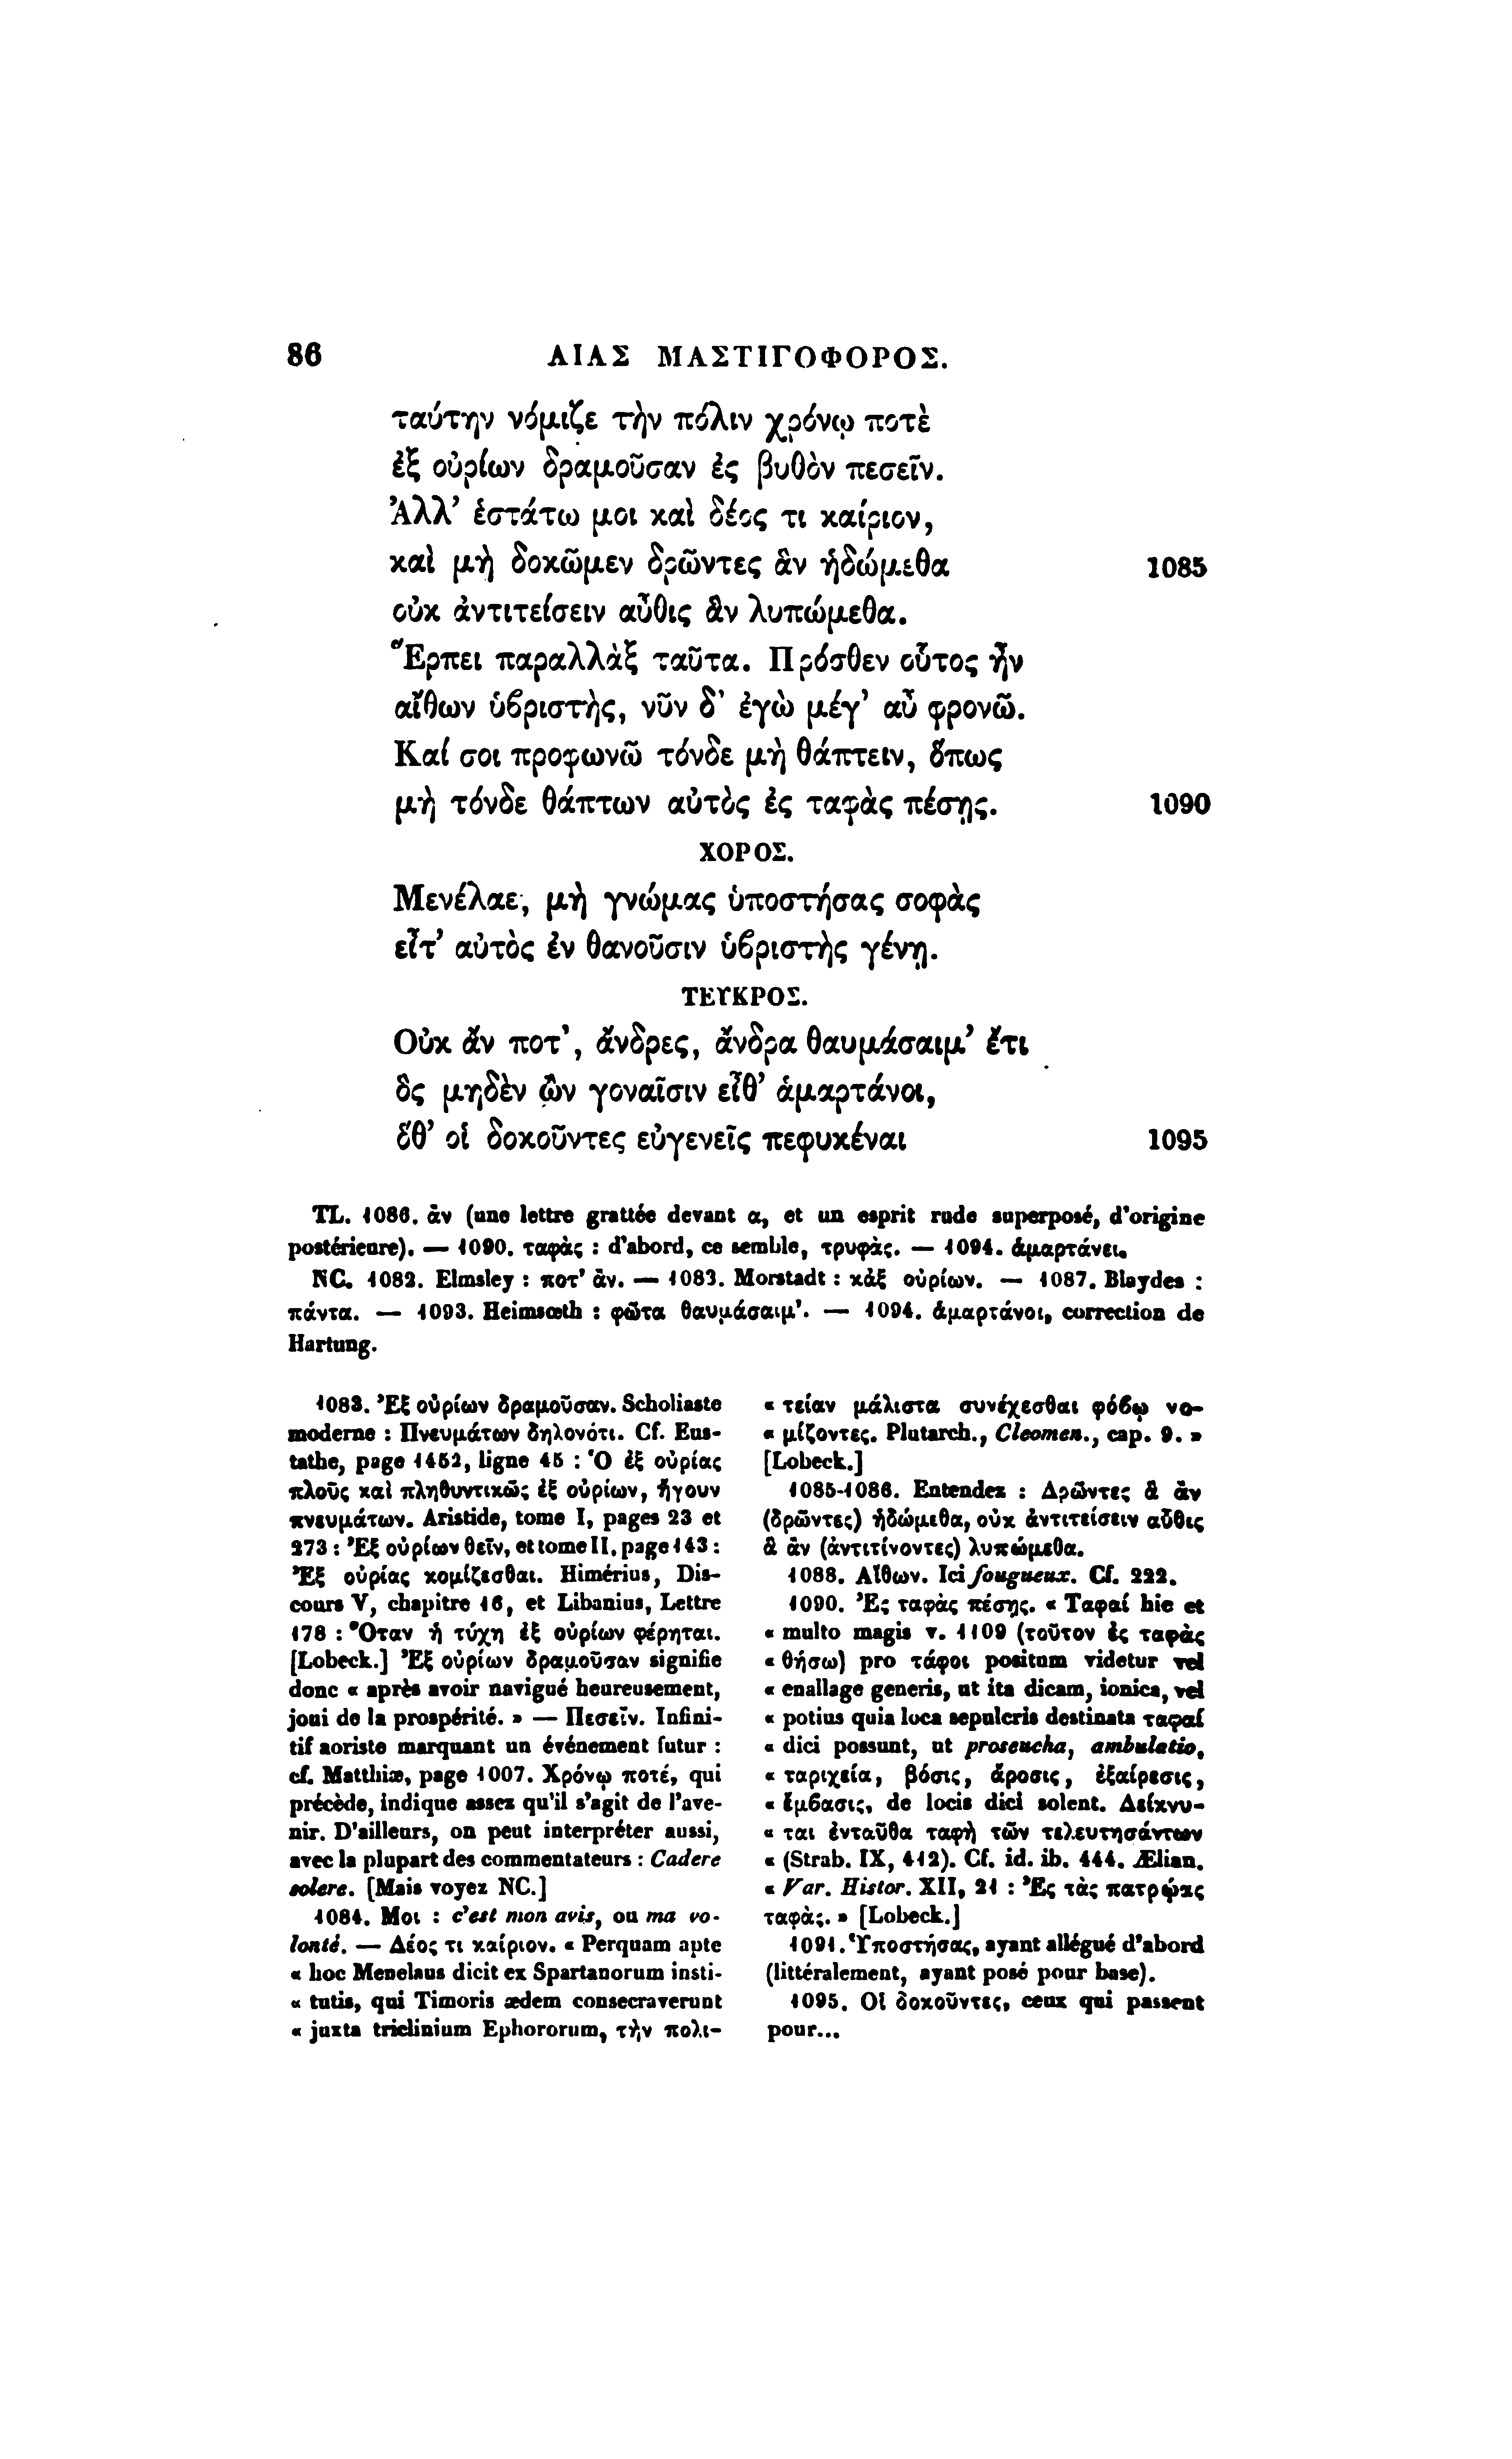 86 ΑΙΑΣ ΜΑΣΤΙΓΟΦΟΡΟΣ.
ταύτην νόμιζε τὴν πόλιν χρόνῳ ποτὲ
ἐξ οὐρίων δραμοῦσαν ἐς βυθὸν πεσεῖν.
Ἀλλ' ἑστάτω μοι καὶ δέος τι καίριον,
καὶ μὴ δοκῶμεν δρῶντες ἃν ἡδώμεθα 1085
οὐκ ἀντιτείσειν αὖθις ἃν λυπώμεθα.
Ἕρπει παραλλὰξ ταῦτα. Πρόσθεν οὗτος ἦν
αἴθων ὑϐριστὴς, νῦν δ' ἐγὼ μέγ' αὖ φρονῶ.
Καί σοι προφωνῶ τόνδε μὴ θάπτειν, ὅπως
μὴ τόνδε θάπτων αὐτὸς ἐς ταφὰς πέσῃς. 1090
ΧΟΡΟΣ.
Μενέλαε, μὴ γνώμας ὑποστήσας σοφὰς
εἶτ' αὐτὸς ἐν θανοῦσιν ὑϐριστὴς γένῃ.
ΤΕΥΚΡΟΣ.
Οὐκ ἄν ποτ', ἄνδρες, ἄνδρα θαυμάσαιμ' ἔτι
ὃς μηδὲν ὢν γοναῖσιν εἶθ' ἁμαρτάνοι,
ὅθ' οἱ δοκοῦντες εὐγενεῖς πεφυκέναι 1095
TL. 1086. ἀν (une lettre grattée devant α, et un esprit rude superposé, d'origine
postérieure). — 1090. ταφὰς : d'abord, ce semble, τρυφὰς. — 1094. ἁμαρτάνει.
NC. 1082. Elmsley : ποτ' ἂν. — 1083. Morstadt : κἀξ οὐρίων. — 1087. Blaydes :
πάντα. — 1093. Heimsœth : φῶτα θαυμάσαιμ'. — 1094. ἁμαρτάνοι, correction de
Hartung.
1083. Ἐξ οὐρίων δραμοῦσαν. Scholiaste
moderne : Πνευμάτων δηλονότι. Cf. Eus-
tathe, page 1452, ligne 45 : Ὁ ἐξ οὐρίας
πλοῦς καὶ πληθυντικῶς ἐξ οὐρίων, ἤγουν
πνευμάτων. Aristide, tome I, pages 23 et
273 : Ἐξ οὐρίων θεῖν, et tome II, page 143 :
Ἐξ οὐρίας κομίζεσθαι. Himérius, Dis-
cours V, chapitre 16, et Libanius, Lettre
178 : Ὅταν ἡ τύχη ἐξ οὐρίων φέρηται.
[Lobeck.] Ἐξ οὐρίων δραμοῦσαν signifie
donc « après avoir navigué heureusement,
joui de la prospérité. » — Πεσεῖν. Infini-
tif aoriste marquant un événement futur :
cf. Matthiæ, page 1007. Χρόνῳ ποτέ, qui
précède, indique assez qu'il s'agit de l'ave-
nir. D'ailleurs, on peut interpréter aussi,
avec la plupart des commentateurs : Cadere
solere. [Mais voyez NC.]
1084. Μοι : c'est mon avis, ou ma vo-
lonté. — Δέος τι καίριον. « Perquam apte
« hoc Menelaus dicit ex Spartanorum insti-
« tutis, qui Timoris ædem consecraverunt
« juxta triclinium Ephororum, τὴν πολι-
« τείαν μάλιστα συνέχεσθαι φόϐῳ νο-
« μίζοντες. Plutarch., Cleomen., cap. 9. »
[Lobeck.]
1085-1086. Entendez : Δρῶντες ἃ ἂν
(δρῶντες) ἡδώμεθα, οὐκ ἀντιτείσειν αὖθις
ἃ ἂν (ἀντιτίνοντες) λυπώμεθα.
1088. Αἴθων. Ici fougueux. Cf. 222.
1090. Ἐς ταφὰς πέσῃς. « Ταφαί hic et
« multo magis v. 1109 (τοῦτον ἐς ταφὰς
« θήσω) pro τάφοι positum videtur vel
« enallage generis, ut ita dicam, ionica, vel
« potius quia loca sepulcris destinata ταφαί
« dici possunt, ut proseucha, ambulatio,
« ταριχεία, βόσις, ἄροσις, ἐξαίρεσις,
« ἔμϐασις, de locis dici solent. Δείκνυ-
« ται ἐνταῦθα ταφὴ τῶν τελευτησάντων
« (Strab. IX, 412). Cf. id. ib. 444. Ælian.
« Var. Histor. XII, 21 : Ἐς τὰς πατρῴας
ταφὰς. » [Lobeck.]
1091. Ὑποστήσας, ayant allégué d'abord
(littéralement, ayant posé pour base).
1095. Οἱ δοκοῦντες, ceux qui passent
pour...